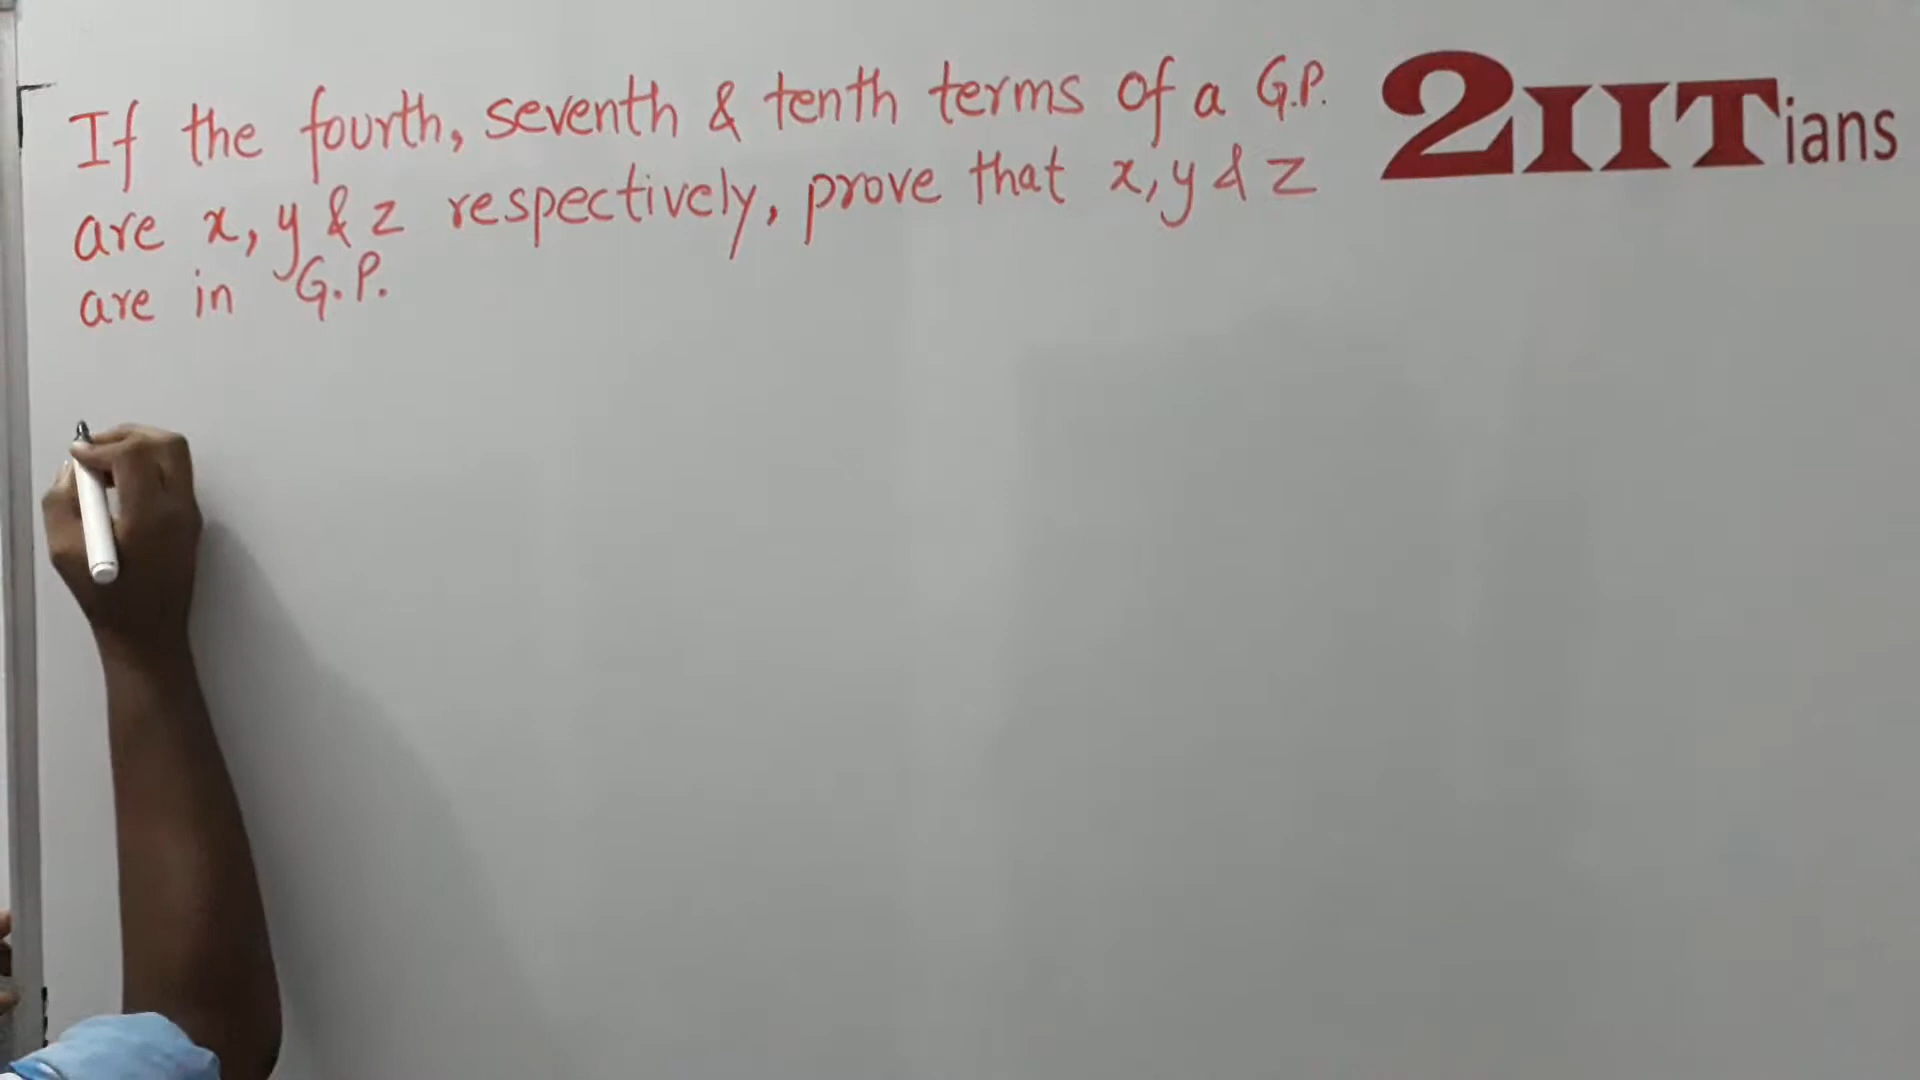 If the fourth, seventh & tenth terms of a G.P.
are x, y & z respectively, prove that x, y & z
are in G.P.
2IITians